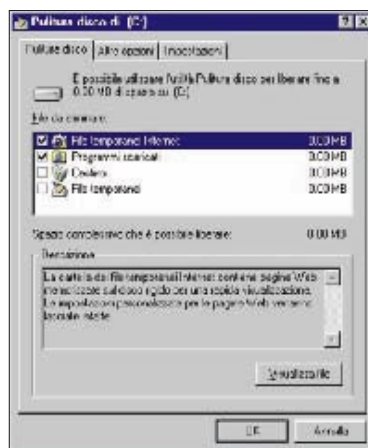 Pulitura disco di (C:)
Pulitura disco
Altre opzioni
Impostazioni
È possibile utilizzare l'utilità Pulitura disco per liberare fino a
0.00 MB di spazio su (C:)
File da eliminare:
File temporanei Internet 0.00 MB
Programmi scaricati 0.00 MB
Cestino 0.00 MB
File temporanei 0.00 MB
Spazio complessivo che è possibile liberare: 0.00 MB
Descrizione
La cartella dei file temporanei Internet contiene pagine Web
memorizzate sul disco rigido per una rapida visualizzazione.
Le impostazioni personalizzate per le pagine Web verranno
lasciate intatte.
Visualizza file
OK
Annulla